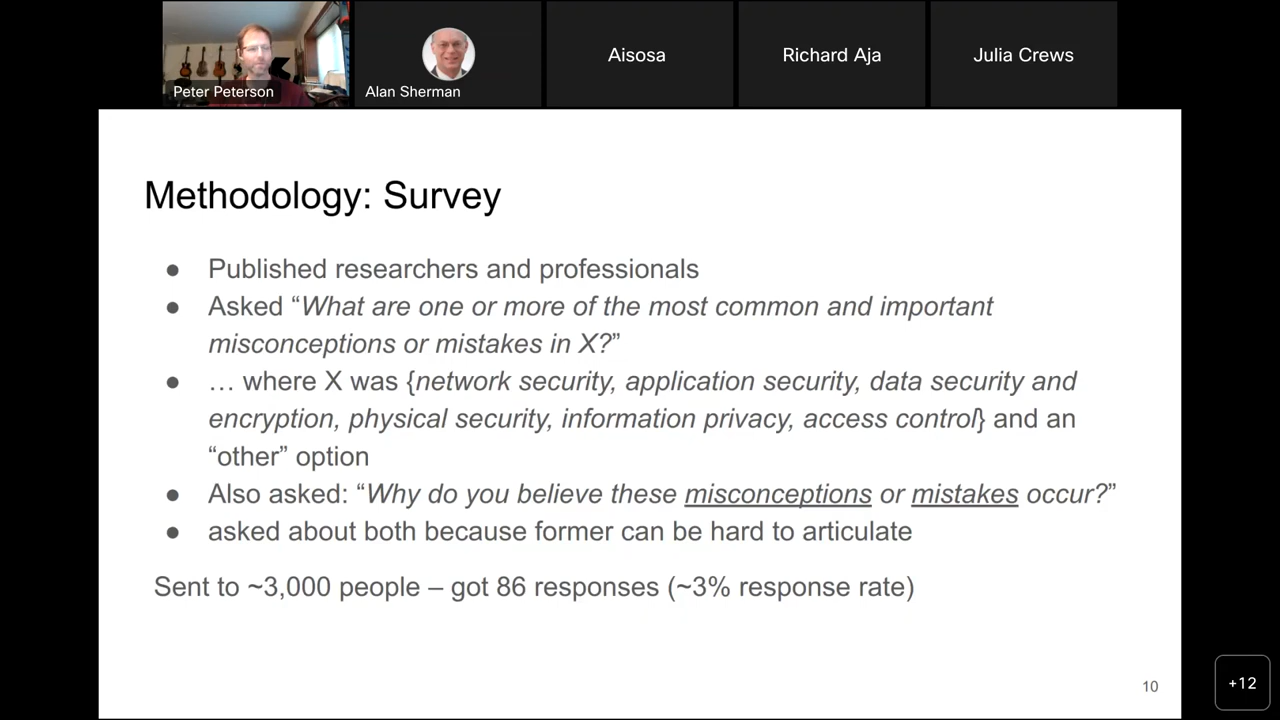 Peter Peterson
Alan Sherman
Aisosa
Richard Aja
Julia Crews
Methodology: Survey
● Published researchers and professionals
● Asked “What are one or more of the most common and important
misconceptions or mistakes in X?”
● … where X was {network security, application security, data security and
encryption, physical security, information privacy, access control} and an
“other” option
● Also asked: “Why do you believe these misconceptions or mistakes occur?”
● asked about both because former can be hard to articulate
Sent to ~3,000 people – got 86 responses (~3% response rate)
10
+12